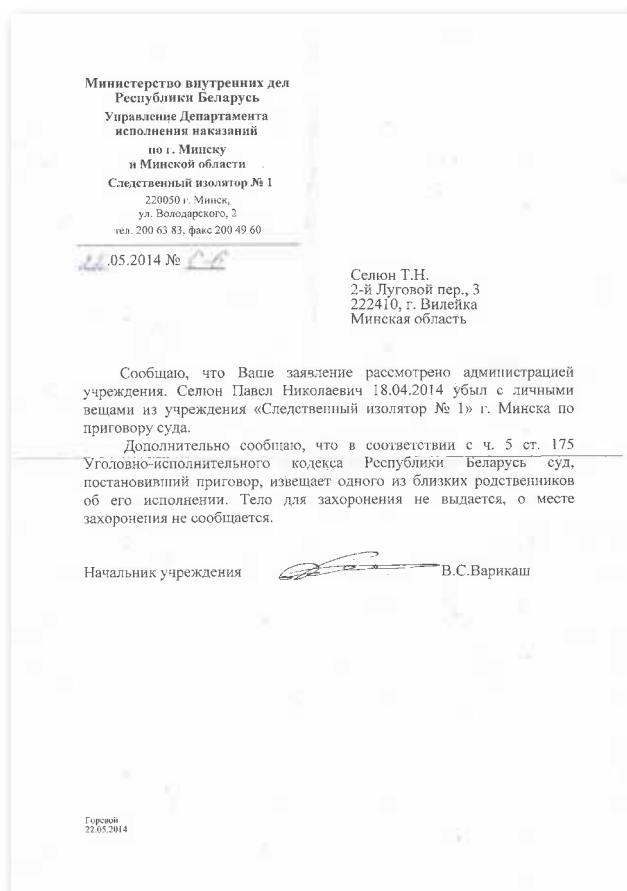 Министерство внутренних дел
Республики Беларусь
Управление Департамента
исполнения наказаний
по г. Минску
и Минской области
Следственный изолятор № 1
220050 г. Минск,
ул. Володарского, 2
тел. 200 63 83, факс 200 49 60
22.05.2014 №
Селюн Т.Н.
2-й Луговой пер., 3
222410, г. Вилейка
Минская область
Сообщаю, что Ваше заявление рассмотрено администрацией
учреждения. Селюн Павел Николаевич 18.04.2014 убыл с личными
вещами из учреждения «Следственный изолятор № 1» г. Минска по
приговору суда.
Дополнительно сообщаю, что в соответствии с ч. 5 ст. 175
Уголовно-исполнительного кодекса Республики Беларусь суд,
постановивший приговор, извещает одного из близких родственников
об его исполнении. Тело для захоронения не выдается, о месте
захоронения не сообщается.
Начальник учреждения В.С.Варикаш
Горевой
22.05.2014